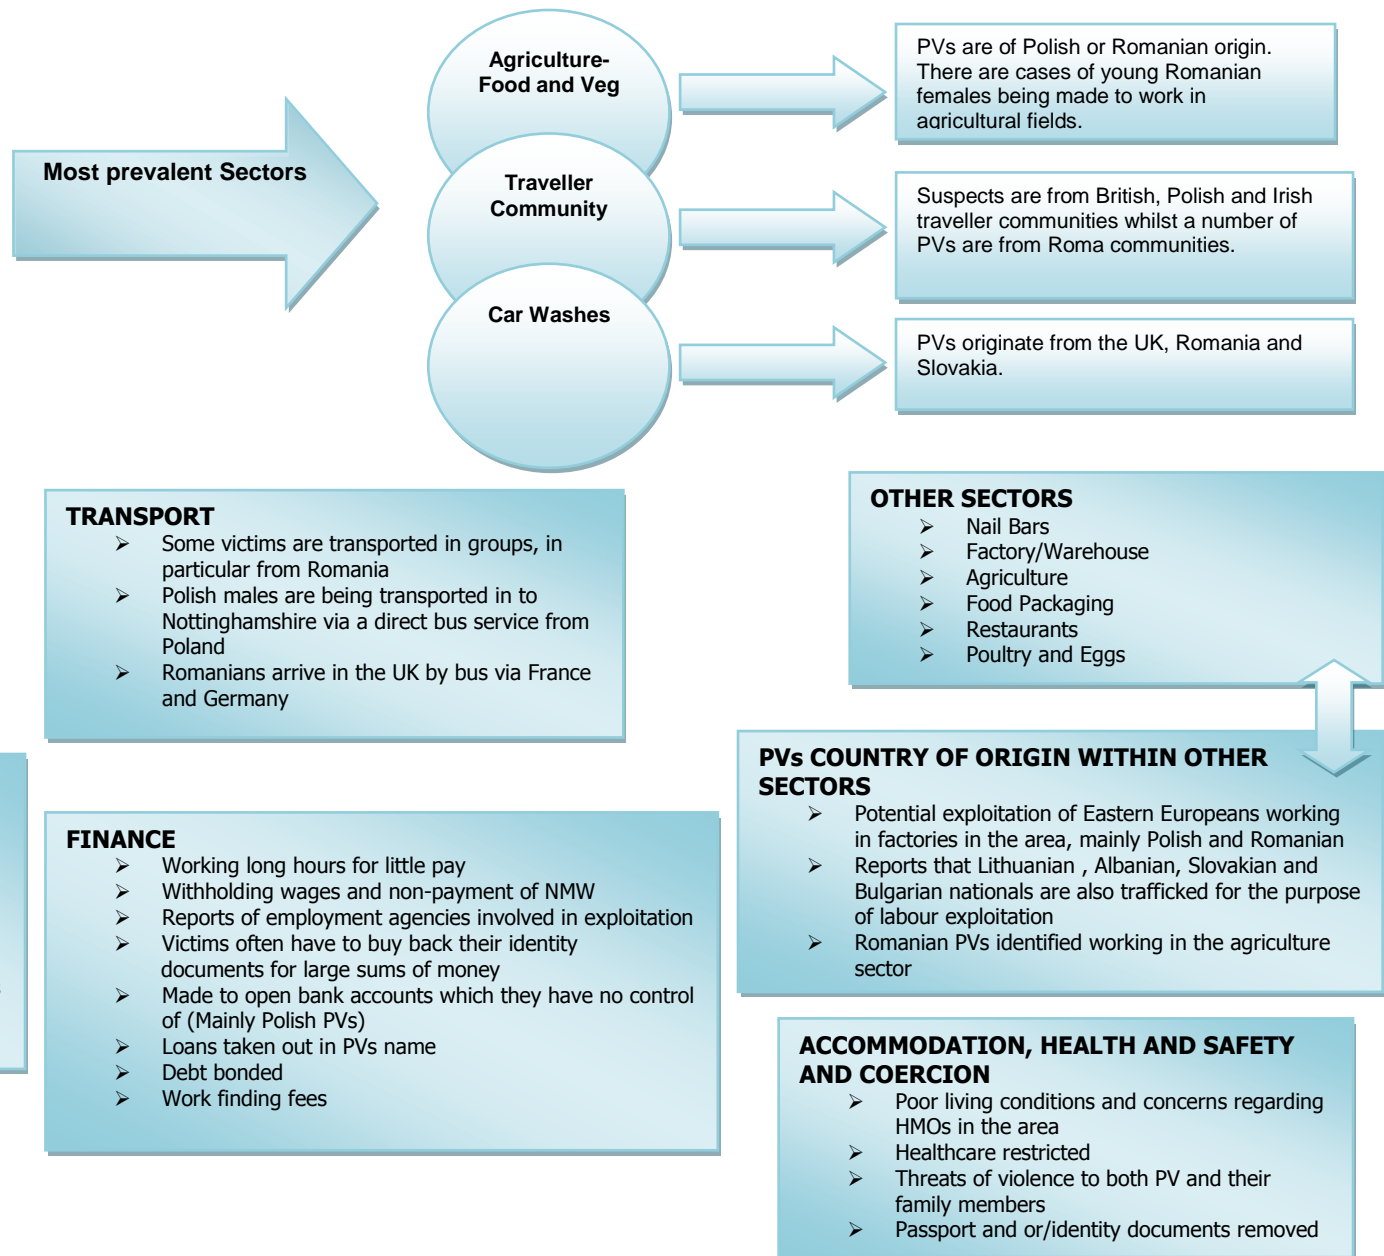 Most prevalent Sectors
Agriculture-
Food and Veg
Traveller
Community
Car Washes
PVs are of Polish or Romanian origin.
There are cases of young Romanian
females being made to work in
agricultural fields.
Suspects are from British, Polish and Irish
traveller communities whilst a number of
PVs are from Roma communities.
PVs originate from the UK, Romania and
Slovakia.
TRANSPORT
➢ Some victims are transported in groups, in
particular from Romania
➢ Polish males are being transported in to
Nottinghamshire via a direct bus service from
Poland
➢ Romanians arrive in the UK by bus via France
and Germany
OTHER SECTORS
➢ Nail Bars
➢ Factory/Warehouse
➢ Agriculture
➢ Food Packaging
➢ Restaurants
➢ Poultry and Eggs
FINANCE
➢ Working long hours for little pay
➢ Withholding wages and non-payment of NMW
➢ Reports of employment agencies involved in exploitation
➢ Victims often have to buy back their identity
documents for large sums of money
➢ Made to open bank accounts which they have no control
of (Mainly Polish PVs)
➢ Loans taken out in PVs name
➢ Debt bonded
➢ Work finding fees
PVs COUNTRY OF ORIGIN WITHIN OTHER
SECTORS
➢ Potential exploitation of Eastern Europeans working
in factories in the area, mainly Polish and Romanian
➢ Reports that Lithuanian , Albanian, Slovakian and
Bulgarian nationals are also trafficked for the purpose
of labour exploitation
➢ Romanian PVs identified working in the agriculture
sector
ACCOMMODATION, HEALTH AND SAFETY
AND COERCION
➢ Poor living conditions and concerns regarding
HMOs in the area
➢ Healthcare restricted
➢ Threats of violence to both PV and their
family members
➢ Passport and or/identity documents removed